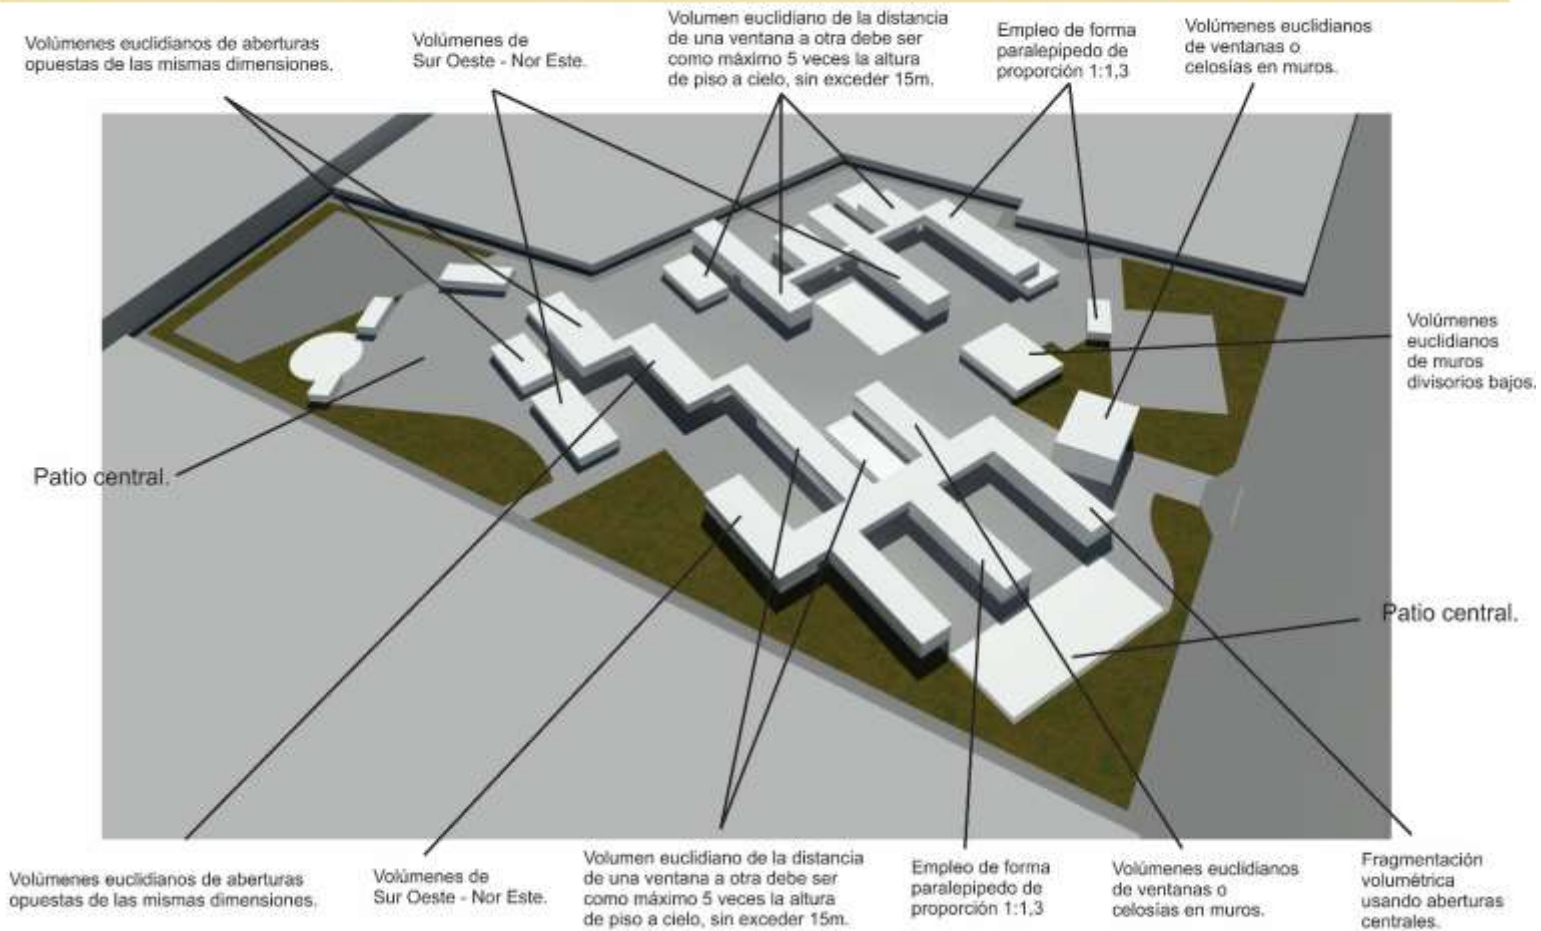 Volúmenes euclidianos de aberturas
opuestas de las mismas dimensiones.
Volúmenes de
Sur Oeste - Nor Este.
Volumen euclidiano de la distancia
de una ventana a otra debe ser
como máximo 5 veces la altura
de piso a cielo, sin exceder 15m.
Empleo de forma
paralepipedo de
proporción 1:1,3
Volúmenes euclidianos
de ventanas o
celosías en muros.
Volúmenes
euclidianos
de muros
divisorios bajos.
Patio central.
Patio central.
Volúmenes euclidianos de aberturas
opuestas de las mismas dimensiones.
Volúmenes de
Sur Oeste - Nor Este.
Volumen euclidiano de la distancia
de una ventana a otra debe ser
como máximo 5 veces la altura
de piso a cielo, sin exceder 15m.
Empleo de forma
paralepipedo de
proporción 1:1,3
Volúmenes euclidianos
de ventanas o
celosías en muros.
Fragmentación
volumétrica
usando aberturas
centrales.